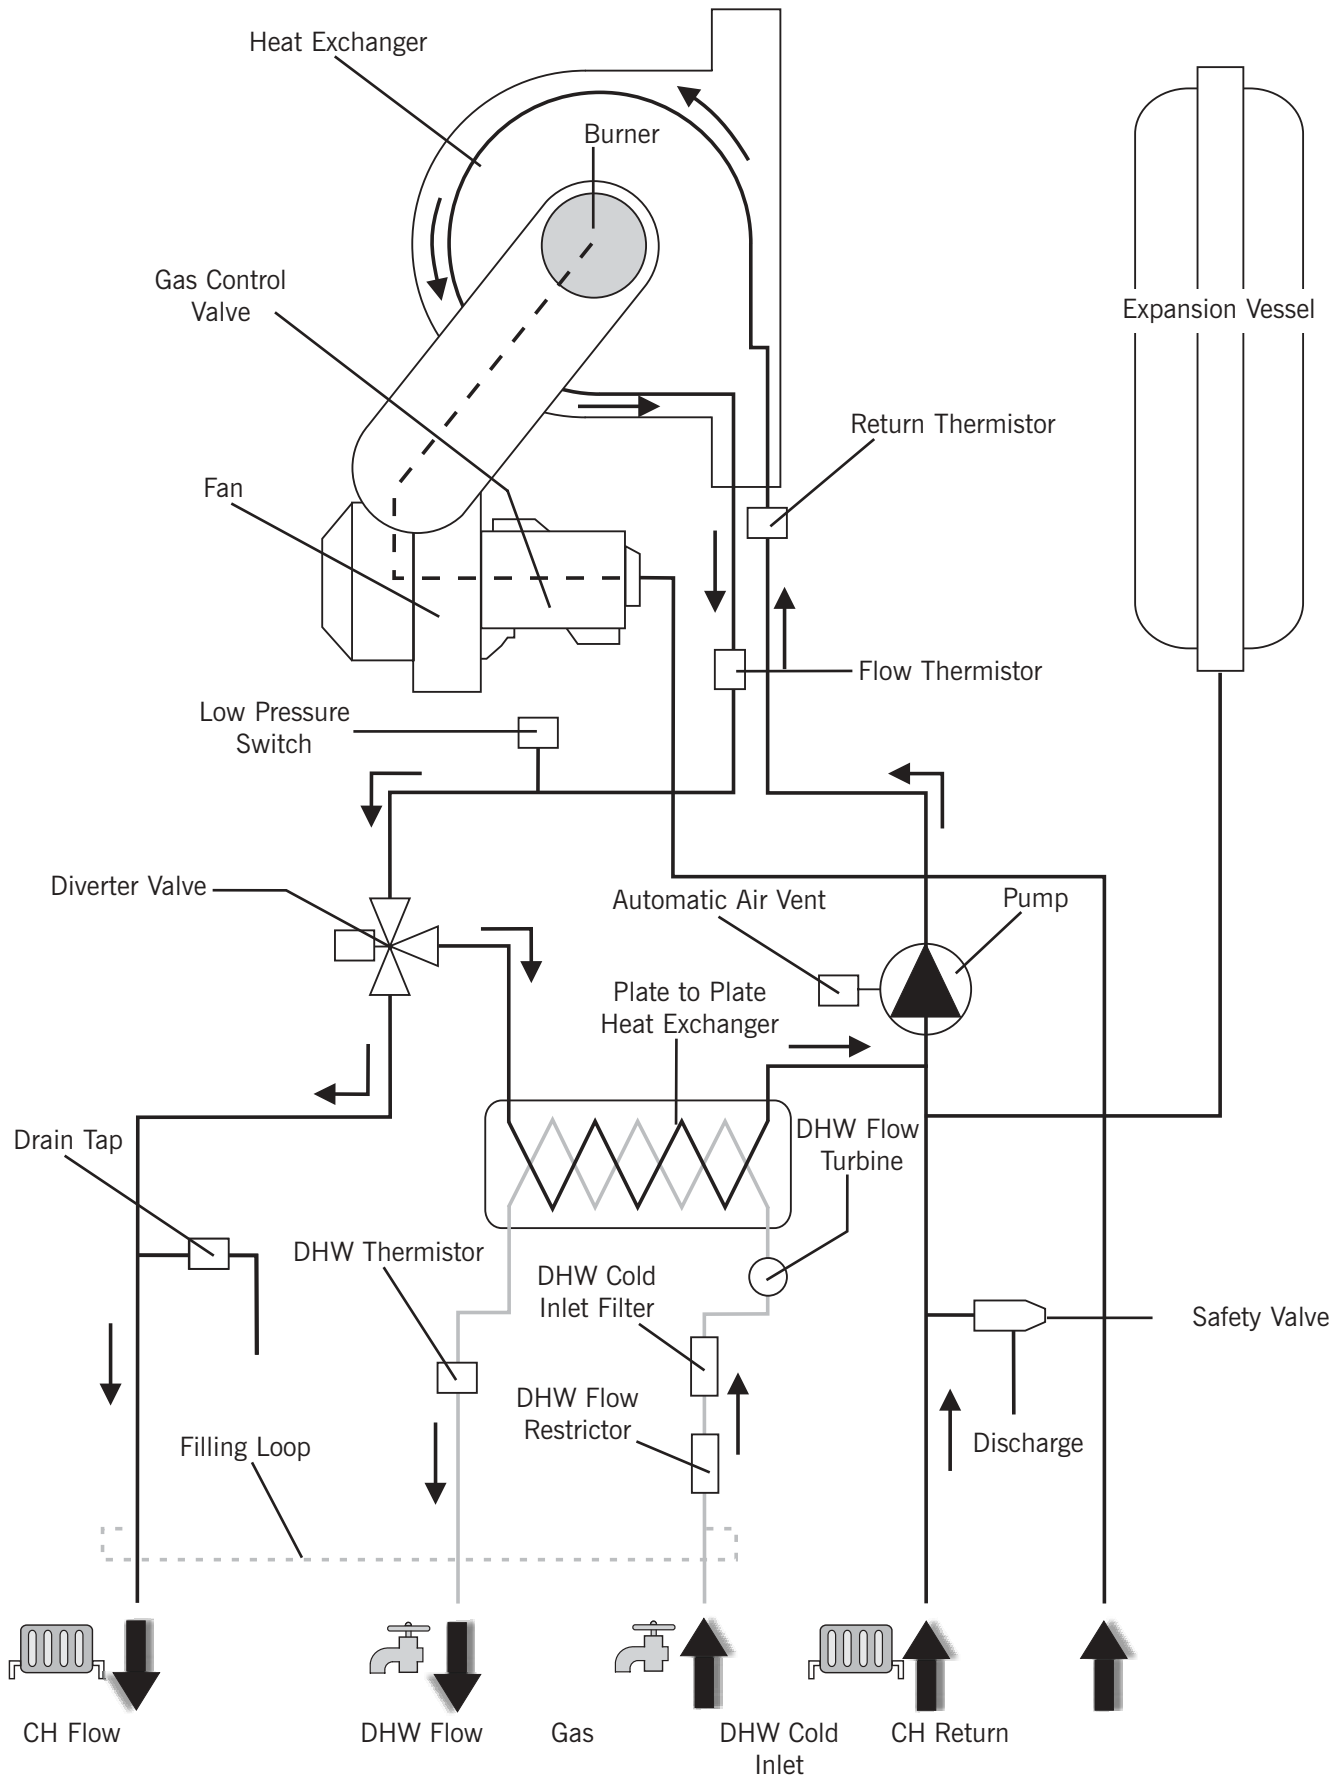 Heat Exchanger
Burner
Gas Control
Valve
Expansion Vessel
Return Thermistor
Fan
Flow Thermistor
Low Pressure
Switch
Diverter Valve
Automatic Air Vent
Pump
Plate to Plate
Heat Exchanger
Drain Tap
DHW Flow
Turbine
DHW Thermistor
DHW Cold
Inlet Filter
Safety Valve
DHW Flow
Restrictor
Filling Loop
Discharge
CH Flow
DHW Flow
Gas
DHW Cold
Inlet
CH Return